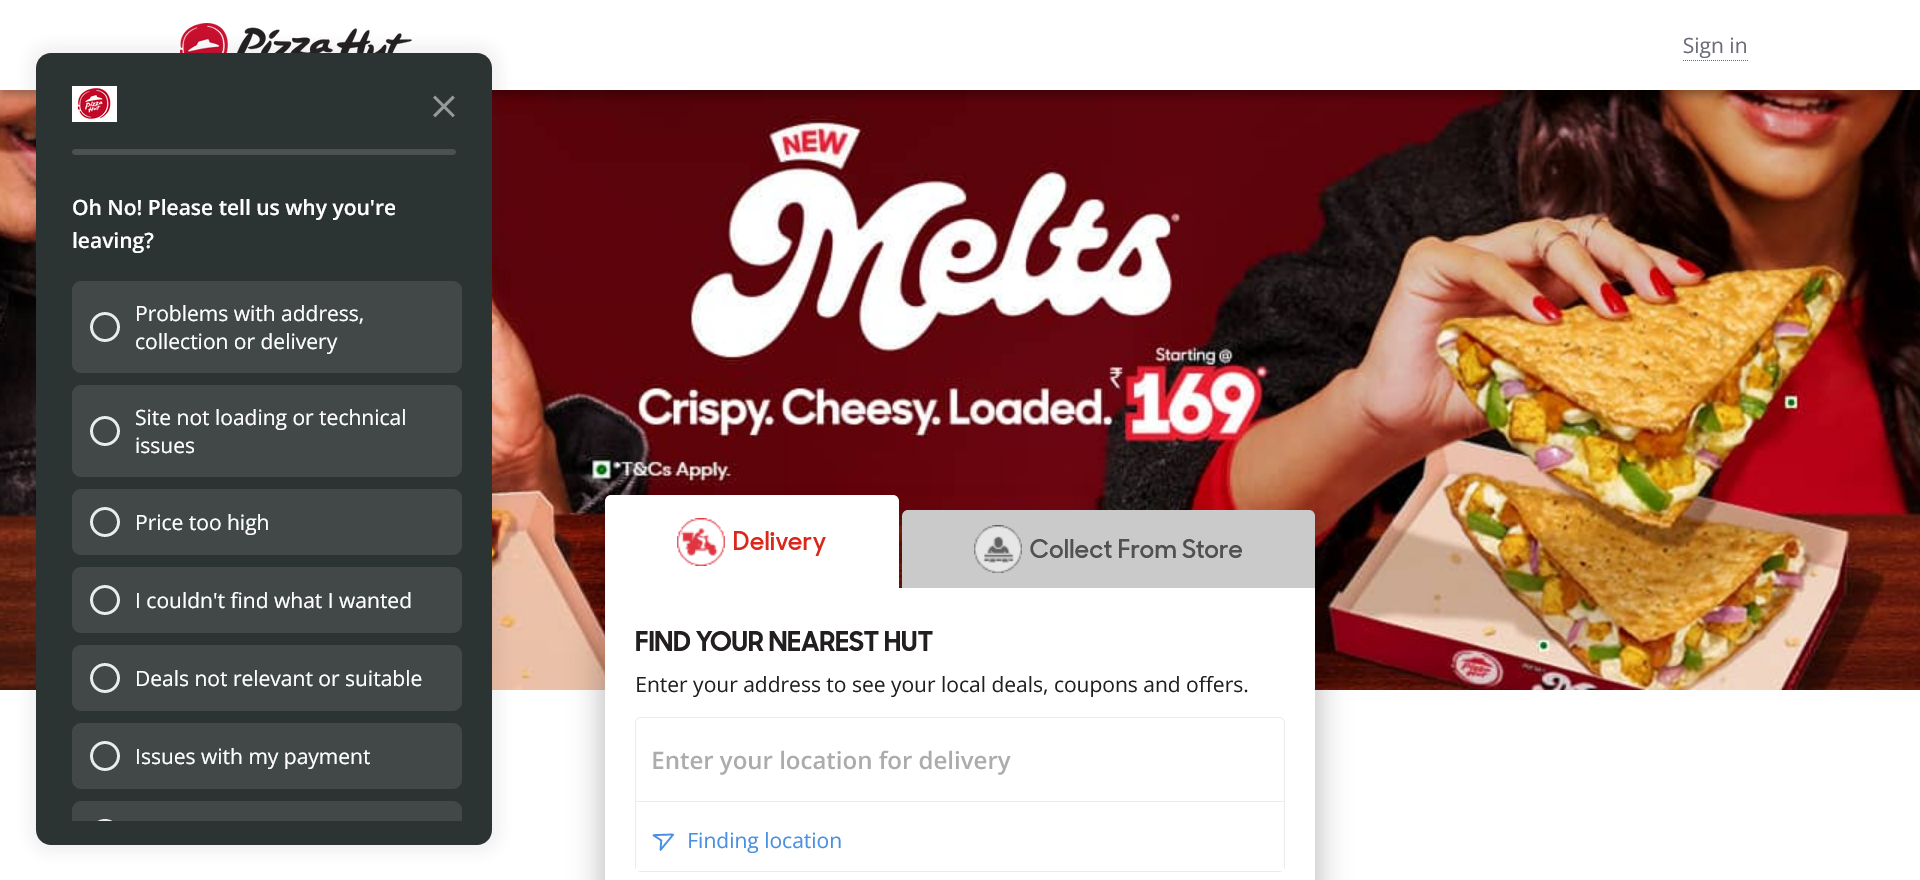 Pizza Hut
Sign in
Pizza Hut
Oh No! Please tell us why you're
leaving?
Problems with address,
collection or delivery
Site not loading or technical
issues
Price too high
I couldn't find what I wanted
Deals not relevant or suitable
Issues with my payment
NEW
Melts
Starting @
Crispy. Cheesy. Loaded. ₹169*
*T&Cs Apply.
Delivery
Collect From Store
FIND YOUR NEAREST HUT
Enter your address to see your local deals, coupons and offers.
Enter your location for delivery
Finding location
Pizza Hut